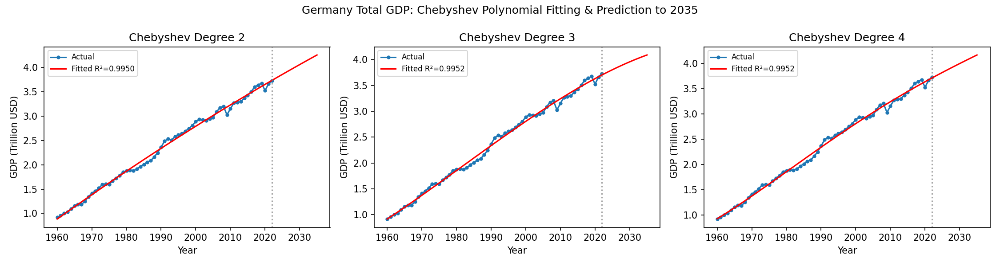 Germany Total GDP: Chebyshev Polynomial Fitting & Prediction to 2035
Chebyshev Degree 2
Actual
Fitted R²=0.9950
4.0
3.5
3.0
2.5
2.0
1.5
1.0
GDP (Trillion USD)
1960 1970 1980 1990 2000 2010 2020 2030
Year
Chebyshev Degree 3
Actual
Fitted R²=0.9952
4.0
3.5
3.0
2.5
2.0
1.5
1.0
GDP (Trillion USD)
1960 1970 1980 1990 2000 2010 2020 2030
Year
Chebyshev Degree 4
Actual
Fitted R²=0.9952
4.0
3.5
3.0
2.5
2.0
1.5
1.0
GDP (Trillion USD)
1960 1970 1980 1990 2000 2010 2020 2030
Year